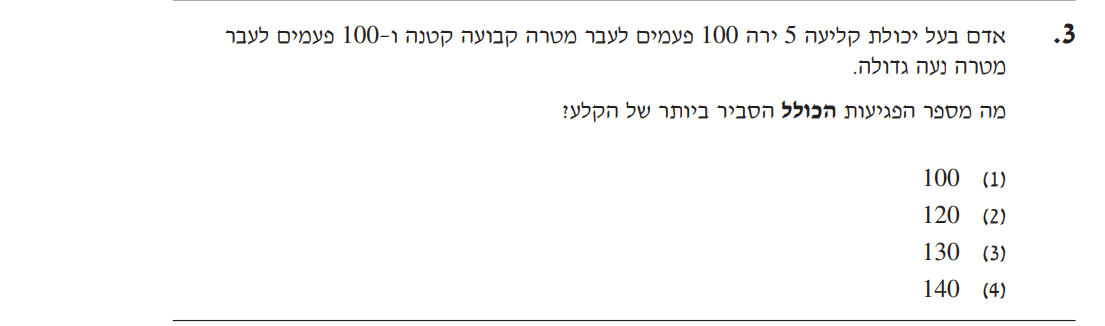 3. אדם בעל יכולת קליעה 5 ירה 100 פעמים לעבר מטרה קבועה קטנה ו-100 פעמים לעבר
מטרה נעה גדולה.
מה מספר הפגיעות הכולל הסביר ביותר של הקלע?
(1) 100
(2) 120
(3) 130
(4) 140